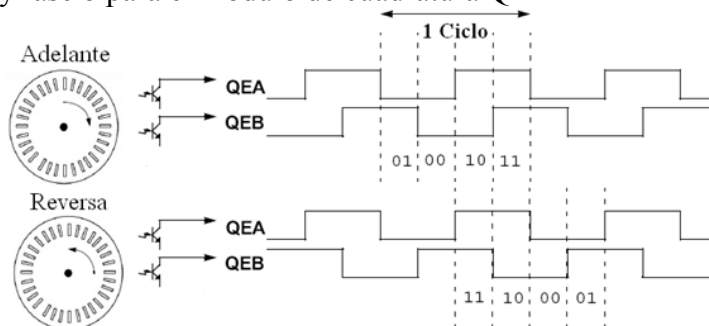 1 Ciclo
Adelante
QEA
QEB
01 00 10 11
Reversa
QEA
QEB
11 10 00 01